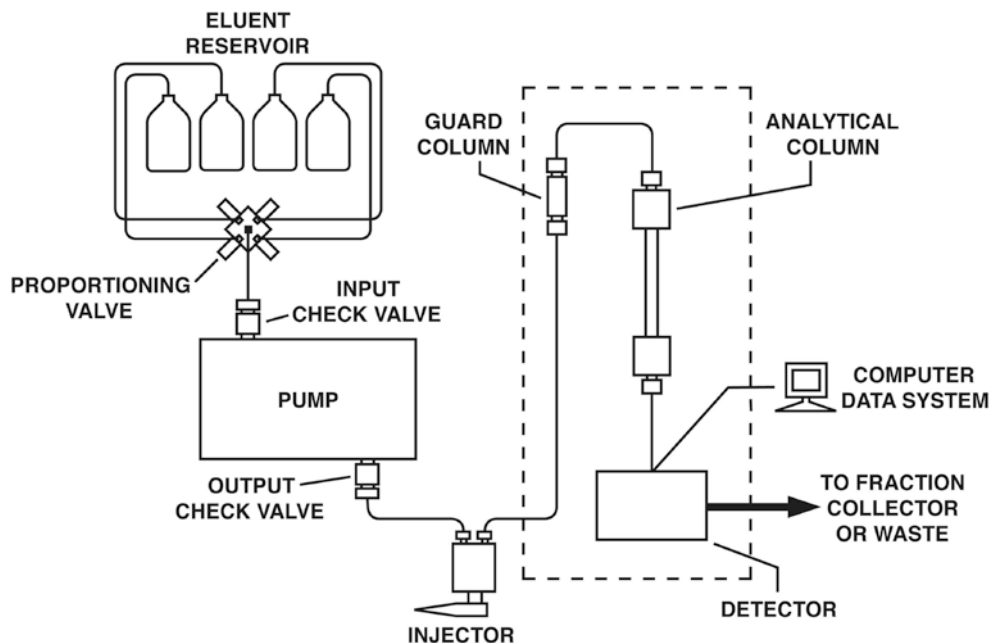 ELUENT
RESERVOIR
GUARD
COLUMN
ANALYTICAL
COLUMN
PROPORTIONING
VALVE
INPUT
CHECK VALVE
PUMP
COMPUTER
DATA SYSTEM
OUTPUT
CHECK VALVE
TO FRACTION
COLLECTOR
OR WASTE
DETECTOR
INJECTOR